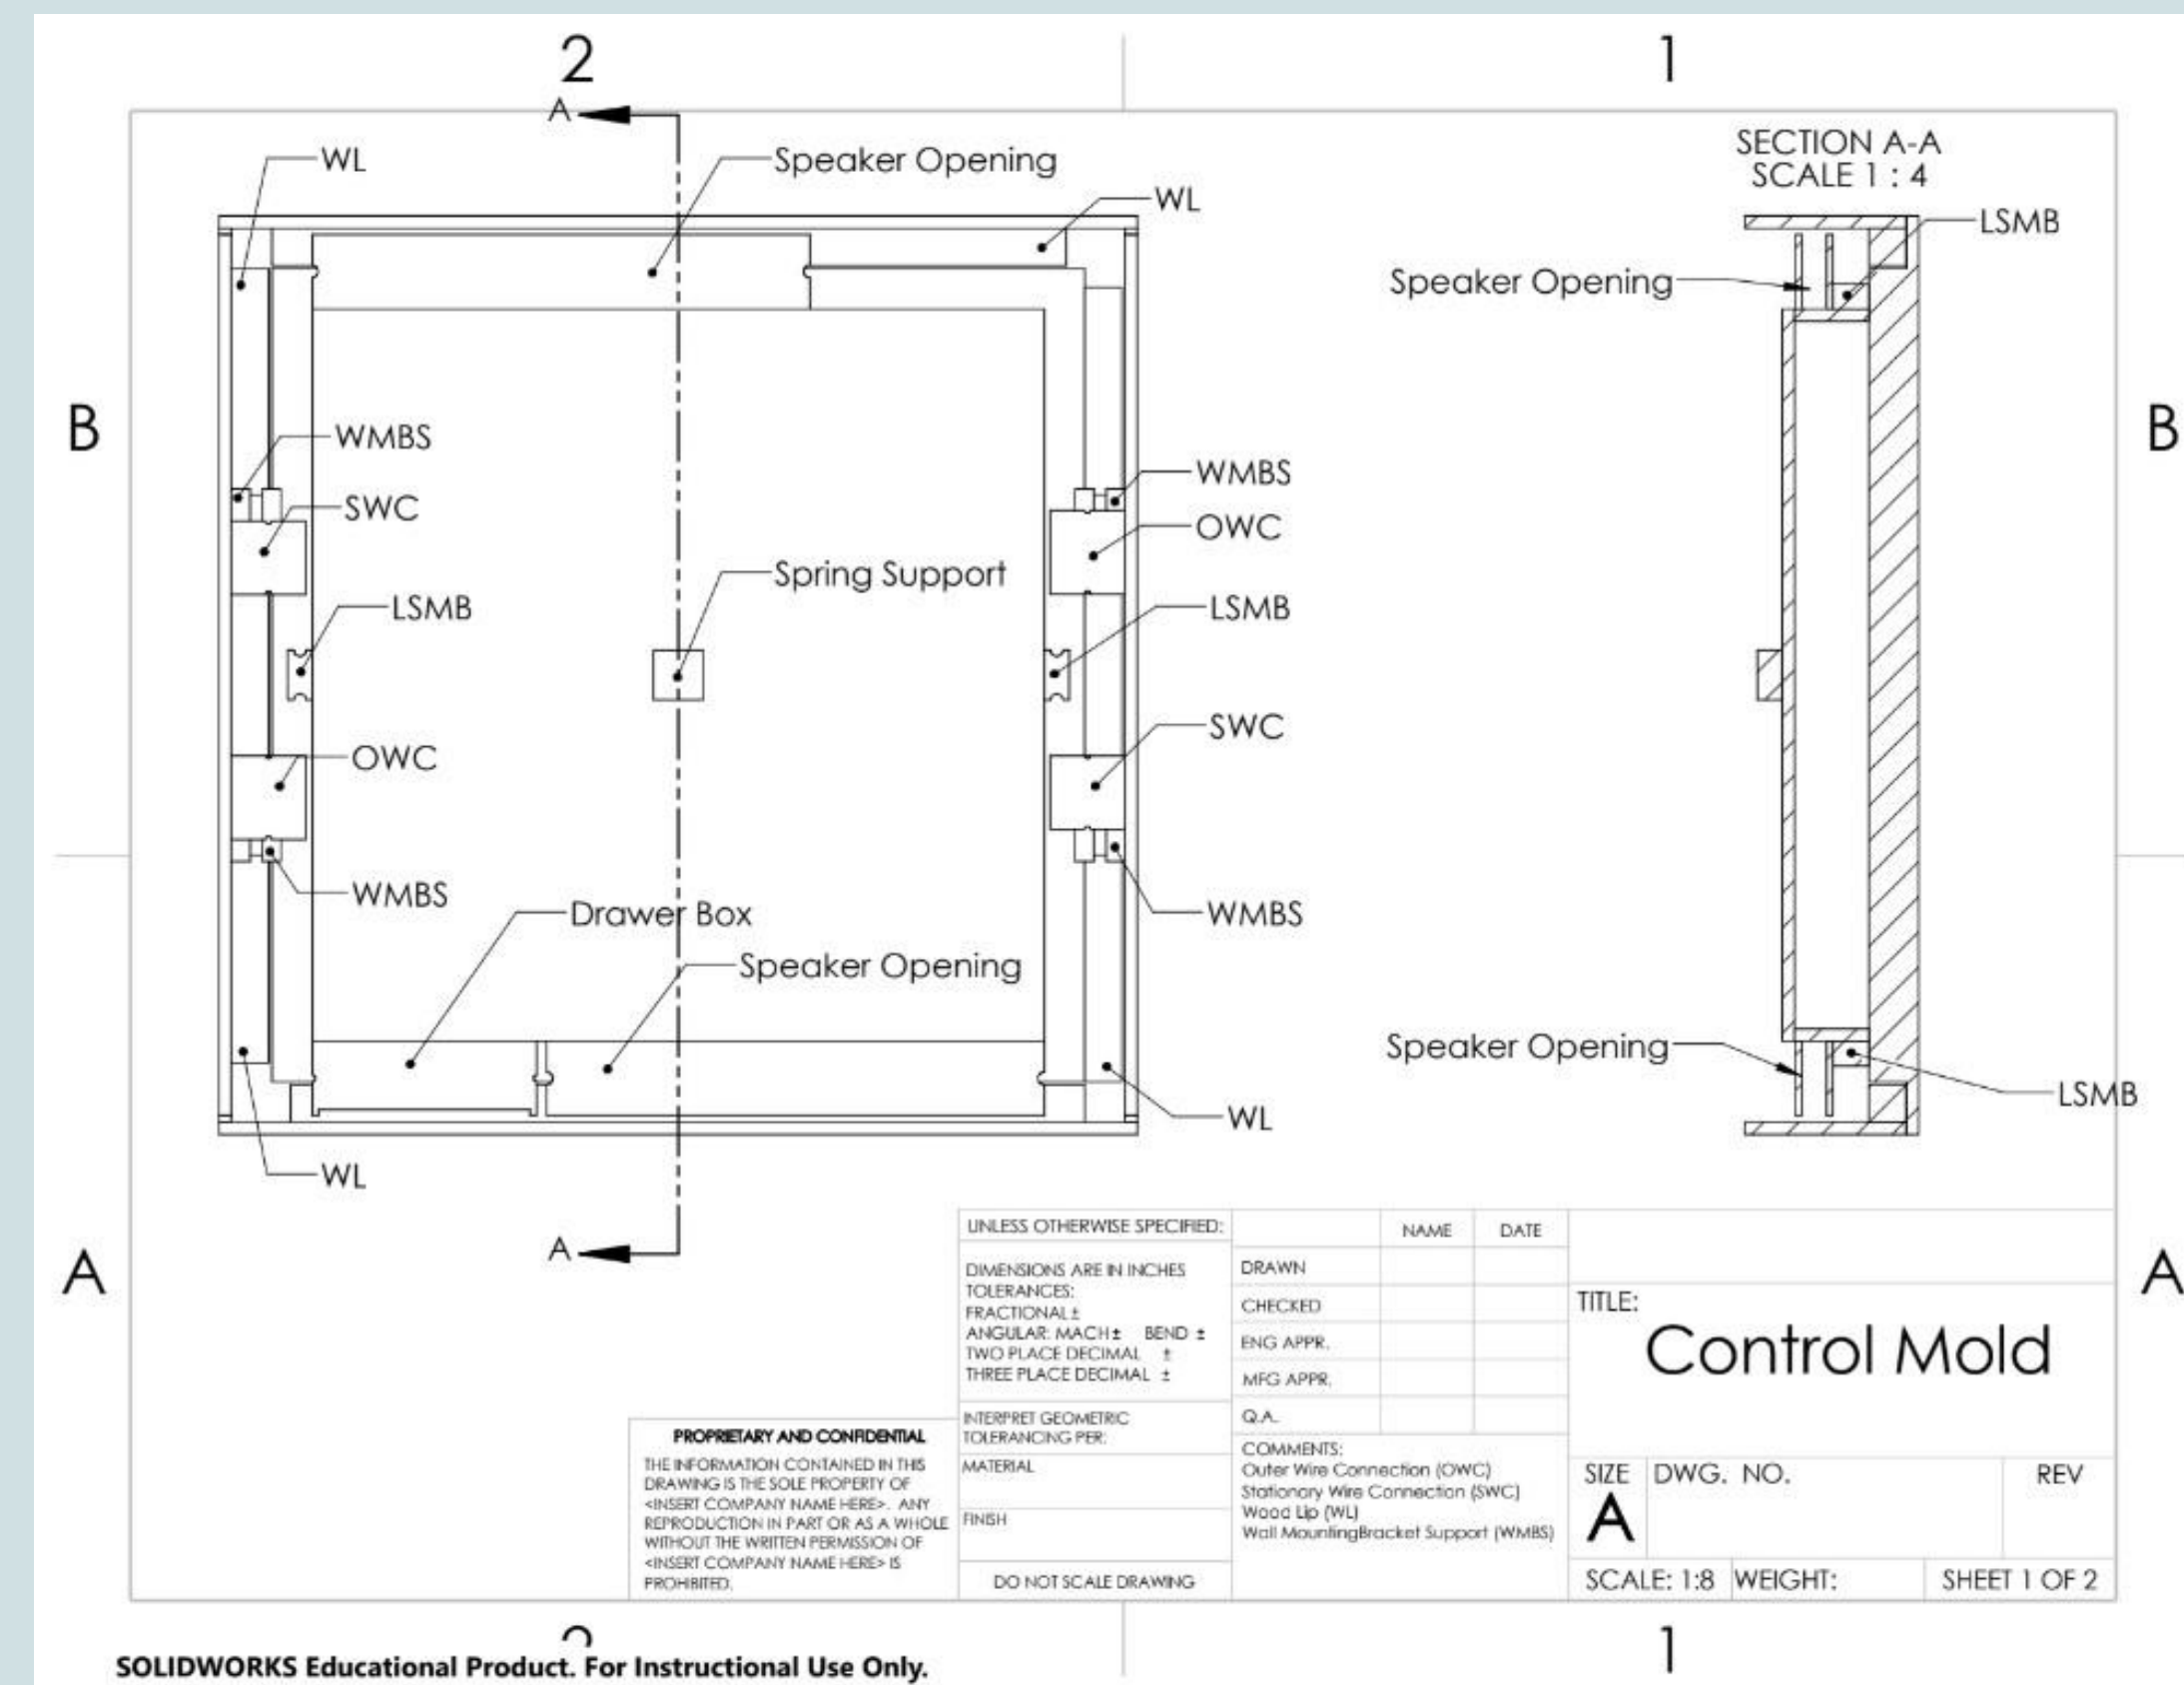 2
1
A
SECTION A-A
SCALE 1 : 4
WL
Speaker Opening
WL
LSMB
Speaker Opening
B
B
WMBS
WMBS
SWC
OWC
Spring Support
LSMB
LSMB
SWC
OWC
WMBS
Drawer Box
WMBS
Speaker Opening
Speaker Opening
LSMB
WL
WL
A
A
A
UNLESS OTHERWISE SPECIFIED:
DIMENSIONS ARE IN INCHES
TOLERANCES:
FRACTIONAL ±
ANGULAR: MACH ± BEND ±
TWO PLACE DECIMAL ±
THREE PLACE DECIMAL ±
INTERPRET GEOMETRIC
TOLERANCING PER:
MATERIAL
FINISH
DO NOT SCALE DRAWING
NAME DATE
DRAWN
CHECKED
ENG APPR.
MFG APPR.
Q.A.
COMMENTS:
Outer Wire Connection (OWC)
Stationary Wire Connection (SWC)
Wood Lip (WL)
Wall MountingBracket Support (WMBS)
TITLE:
Control Mold
SIZE DWG. NO. REV
A
SCALE: 1:8 WEIGHT: SHEET 1 OF 2
PROPRIETARY AND CONFIDENTIAL
THE INFORMATION CONTAINED IN THIS
DRAWING IS THE SOLE PROPERTY OF
<INSERT COMPANY NAME HERE>. ANY
REPRODUCTION IN PART OR AS A WHOLE
WITHOUT THE WRITTEN PERMISSION OF
<INSERT COMPANY NAME HERE> IS
PROHIBITED.
1
SOLIDWORKS Educational Product. For Instructional Use Only.